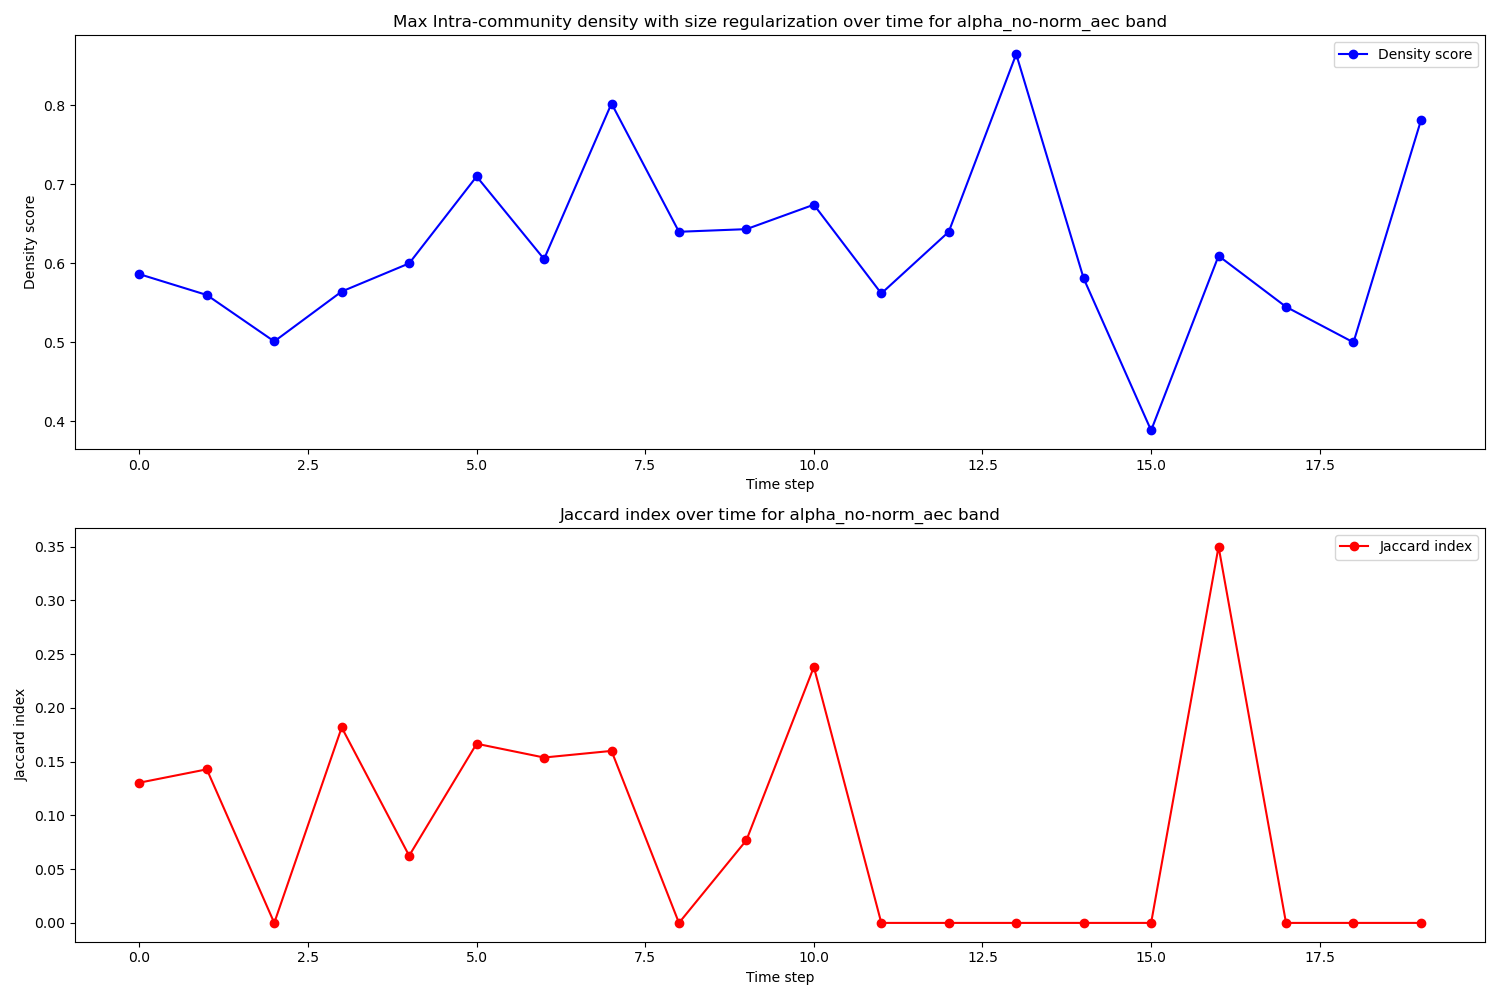 Max Intra-community density with size regularization over time for alpha_no-norm_aec band
Density score
Density score
0.8
0.7
0.6
0.5
0.4
0.0 2.5 5.0 7.5 10.0 12.5 15.0 17.5
Time step
Jaccard index over time for alpha_no-norm_aec band
Jaccard index
Jaccard index
0.35
0.30
0.25
0.20
0.15
0.10
0.05
0.00
0.0 2.5 5.0 7.5 10.0 12.5 15.0 17.5
Time step